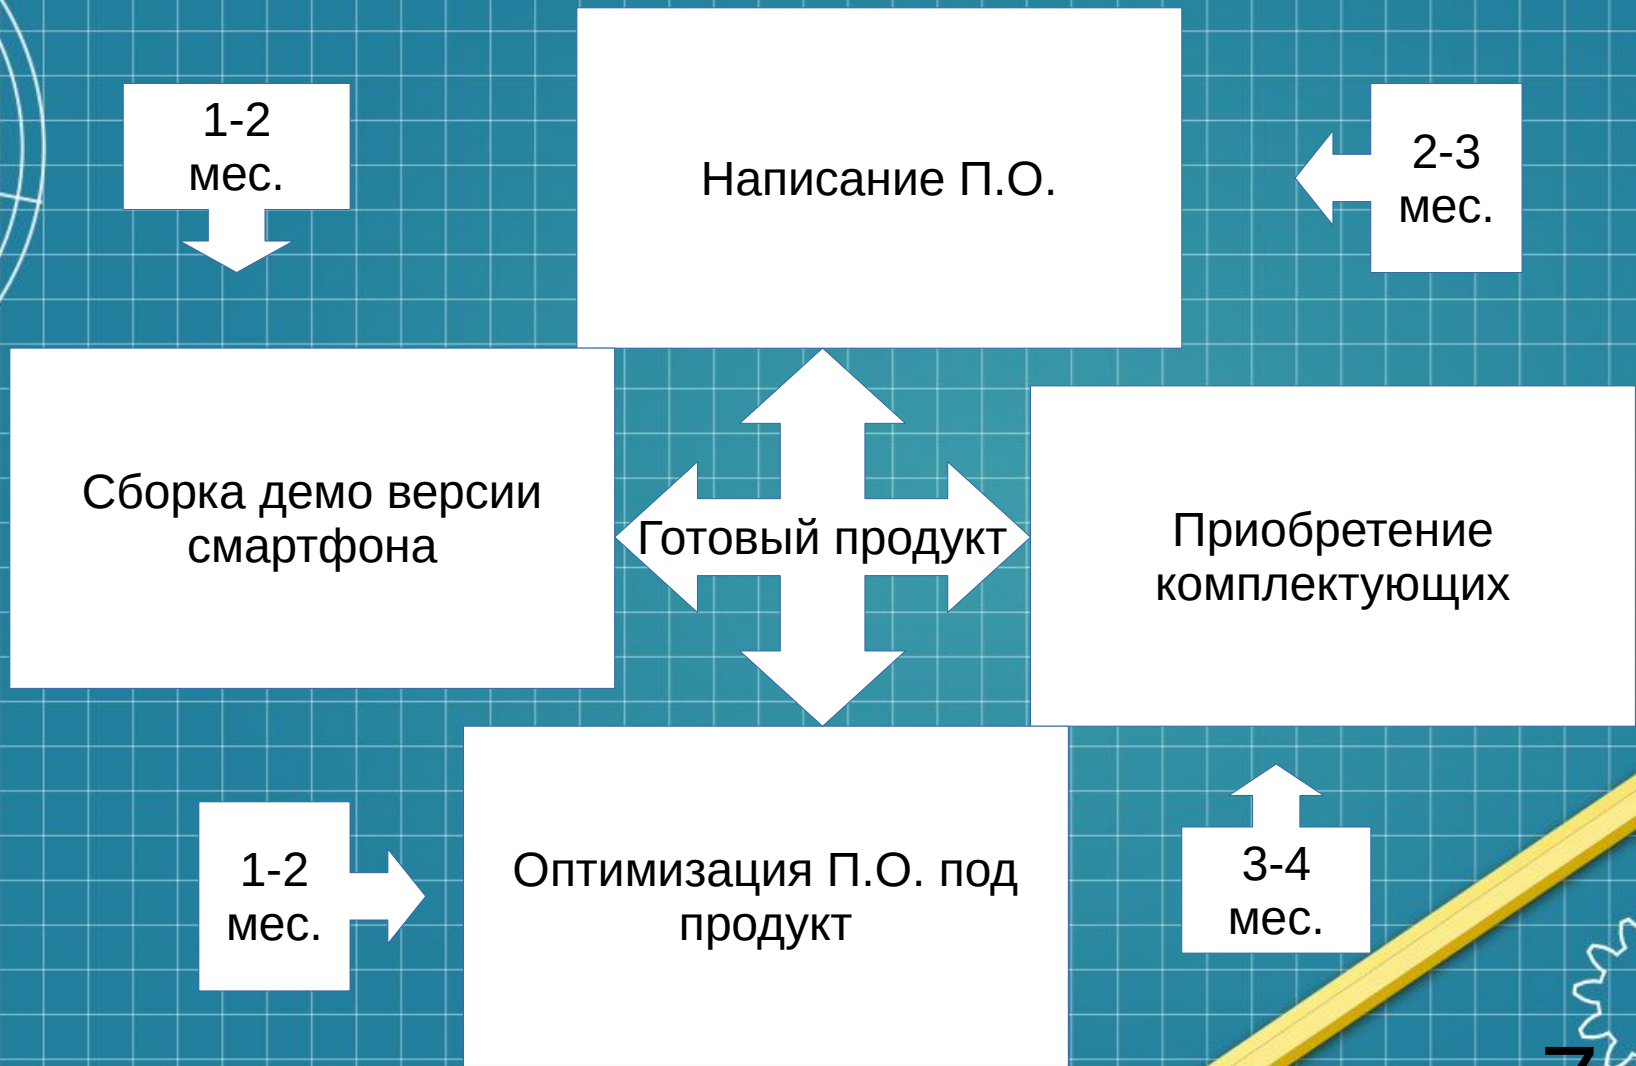 1-2
мес.
Написание П.О.
2-3
мес.
Сборка демо версии
смартфона
Готовый продукт
Приобретение
комплектующих
1-2
мес.
Оптимизация П.О. под
продукт
3-4
мес.